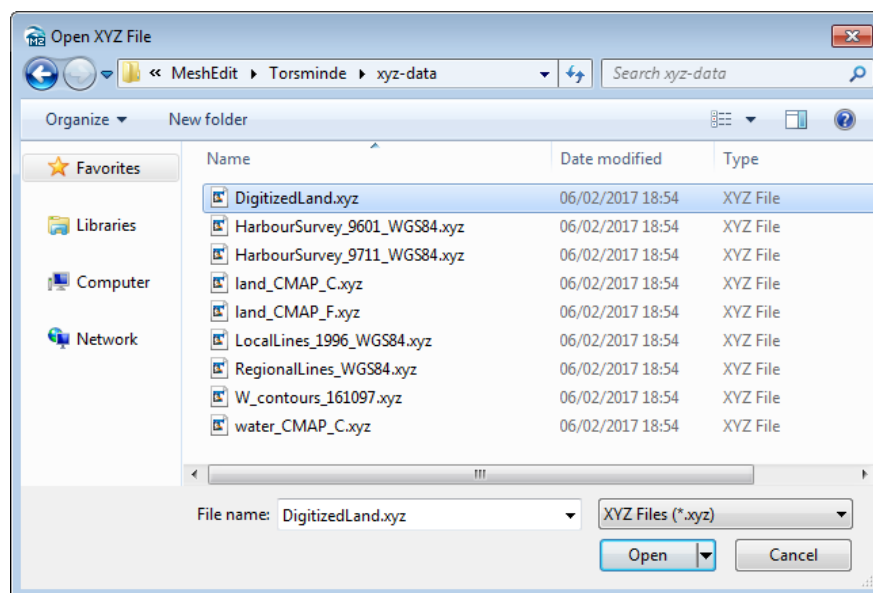 Open XYZ File
« MeshEdit ▸ Torsminde ▸ xyz-data Search xyz-data
Organize New folder
Name Date modified Type
Favorites
Libraries
Computer
Network
DigitizedLand.xyz 06/02/2017 18:54 XYZ File
HarbourSurvey_9601_WGS84.xyz 06/02/2017 18:54 XYZ File
HarbourSurvey_9711_WGS84.xyz 06/02/2017 18:54 XYZ File
land_CMAP_C.xyz 06/02/2017 18:54 XYZ File
land_CMAP_F.xyz 06/02/2017 18:54 XYZ File
LocalLines_1996_WGS84.xyz 06/02/2017 18:54 XYZ File
RegionalLines_WGS84.xyz 06/02/2017 18:54 XYZ File
W_contours_161097.xyz 06/02/2017 18:54 XYZ File
water_CMAP_C.xyz 06/02/2017 18:54 XYZ File
File name: DigitizedLand.xyz XYZ Files (*.xyz)
Open Cancel